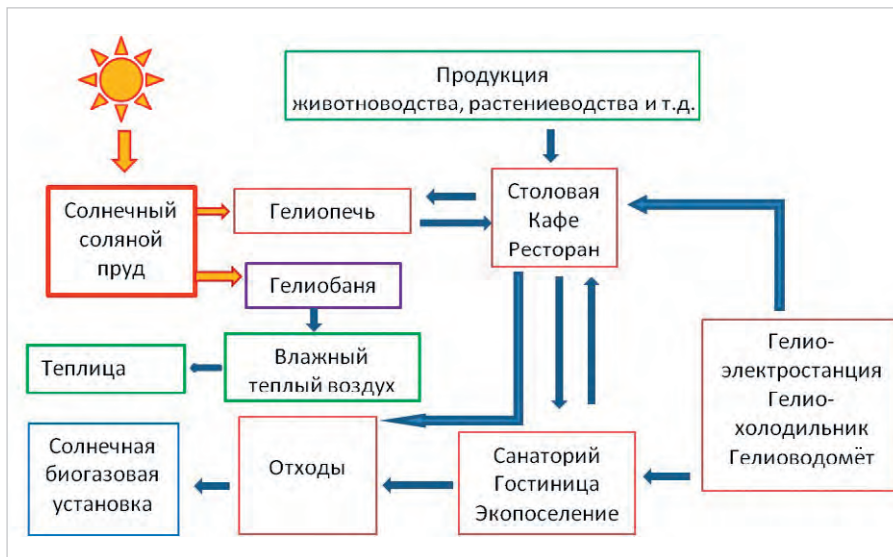 Продукция
животноводства, растениеводства и т.д.
Солнечный
соляной
пруд
Гелиопечь
Столовая
Кафе
Ресторан
Гелиобаня
Теплица
Влажный
теплый воздух
Гелио-
электростанция
Гелио-
холодильник
Гелиоводомёт
Солнечная
биогазовая
установка
Отходы
Санаторий
Гостиница
Экопоселение